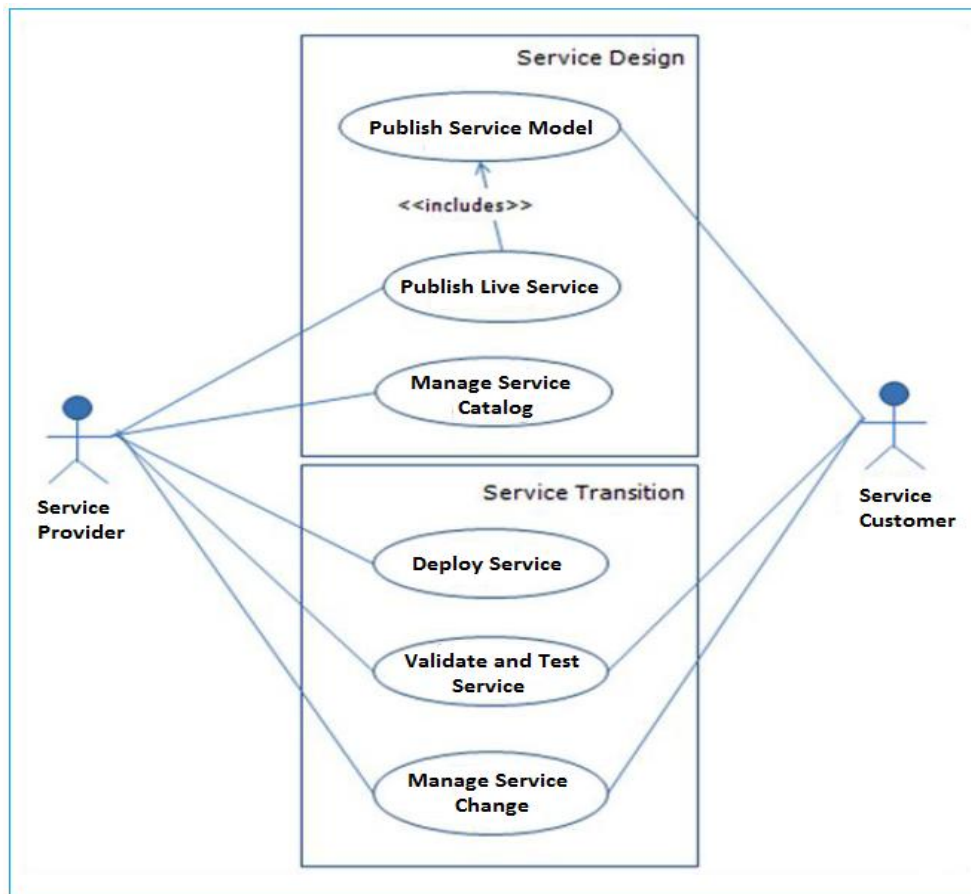 Service Design
Publish Service Model
<<includes>>
Publish Live Service
Manage Service
Catalog
Service
Provider
Service
Customer
Service Transition
Deploy Service
Validate and Test
Service
Manage Service
Change